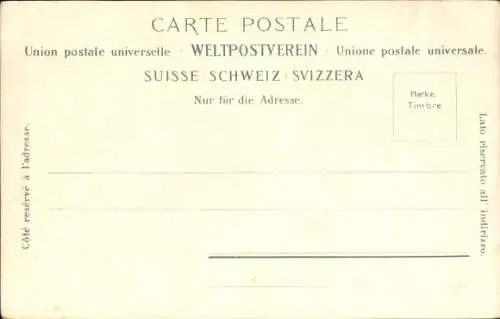 CARTE POSTALE
Union postale universelle · WELTPOSTVEREIN · Unione postale universale.
SUISSE · SCHWEIZ · SVIZZERA
Nur für die Adresse.
Marke.
Timbre
Côté resérvé à l'adresse.
Lato riservato all' indirizzo.